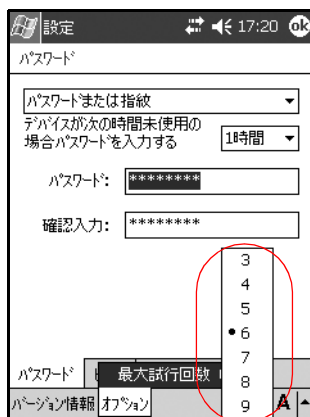 設定 17:20 ok
パスワード
パスワードまたは指紋
デバイスが次の時間未使用の
場合パスワードを入力する
1時間
パスワード: ********
確認入力: ********
3
4
5
6
7
8
9
パスワード
最大試行回数
バージョン情報 オプション A